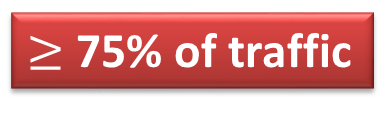 ≥ 75% of traffic